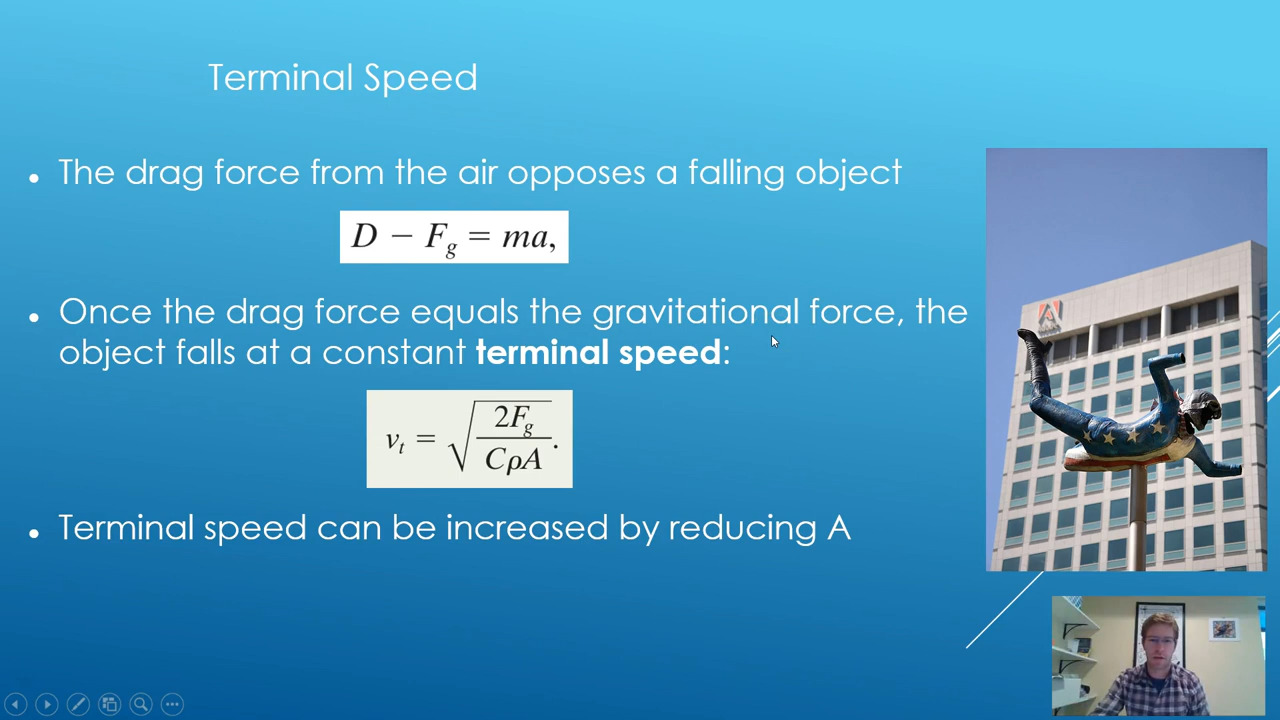 Terminal Speed
• The drag force from the air opposes a falling object
D − F_g = ma,
• Once the drag force equals the gravitational force, the
object falls at a constant terminal speed:
v_t = √(2F_g / CρA).
• Terminal speed can be increased by reducing A